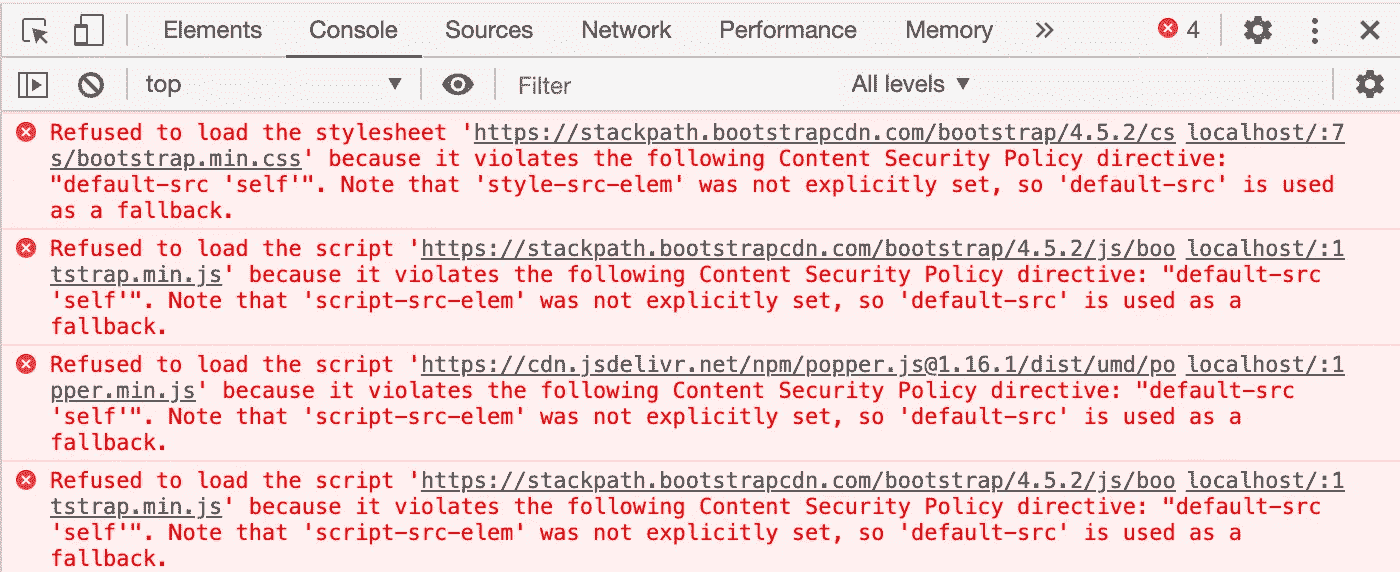 Elements Console Sources Network Performance Memory » 4
top ▼ Filter All levels ▼
Refused to load the stylesheet 'https://stackpath.bootstrapcdn.com/bootstrap/4.5.2/cs localhost/:7
s/bootstrap.min.css' because it violates the following Content Security Policy directive:
"default-src 'self'". Note that 'style-src-elem' was not explicitly set, so 'default-src' is used
as a fallback.
Refused to load the script 'https://stackpath.bootstrapcdn.com/bootstrap/4.5.2/js/boo localhost/:1
tstrap.min.js' because it violates the following Content Security Policy directive: "default-src
'self'". Note that 'script-src-elem' was not explicitly set, so 'default-src' is used as a
fallback.
Refused to load the script 'https://cdn.jsdelivr.net/npm/popper.js@1.16.1/dist/umd/po localhost/:1
pper.min.js' because it violates the following Content Security Policy directive: "default-src
'self'". Note that 'script-src-elem' was not explicitly set, so 'default-src' is used as a
fallback.
Refused to load the script 'https://stackpath.bootstrapcdn.com/bootstrap/4.5.2/js/boo localhost/:1
tstrap.min.js' because it violates the following Content Security Policy directive: "default-src
'self'". Note that 'script-src-elem' was not explicitly set, so 'default-src' is used as a
fallback.